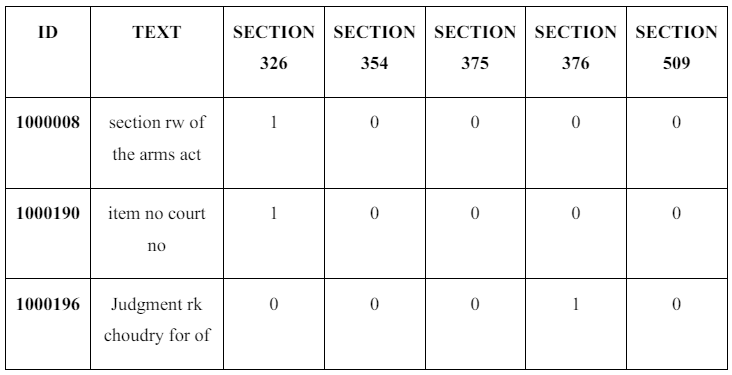 ID TEXT SECTION 326 SECTION 354 SECTION 375 SECTION 376 SECTION 509
1000008 section rw of the arms act 1 0 0 0 0
1000190 item no court no 1 0 0 0 0
1000196 Judgment rk choudry for of 0 0 0 1 0